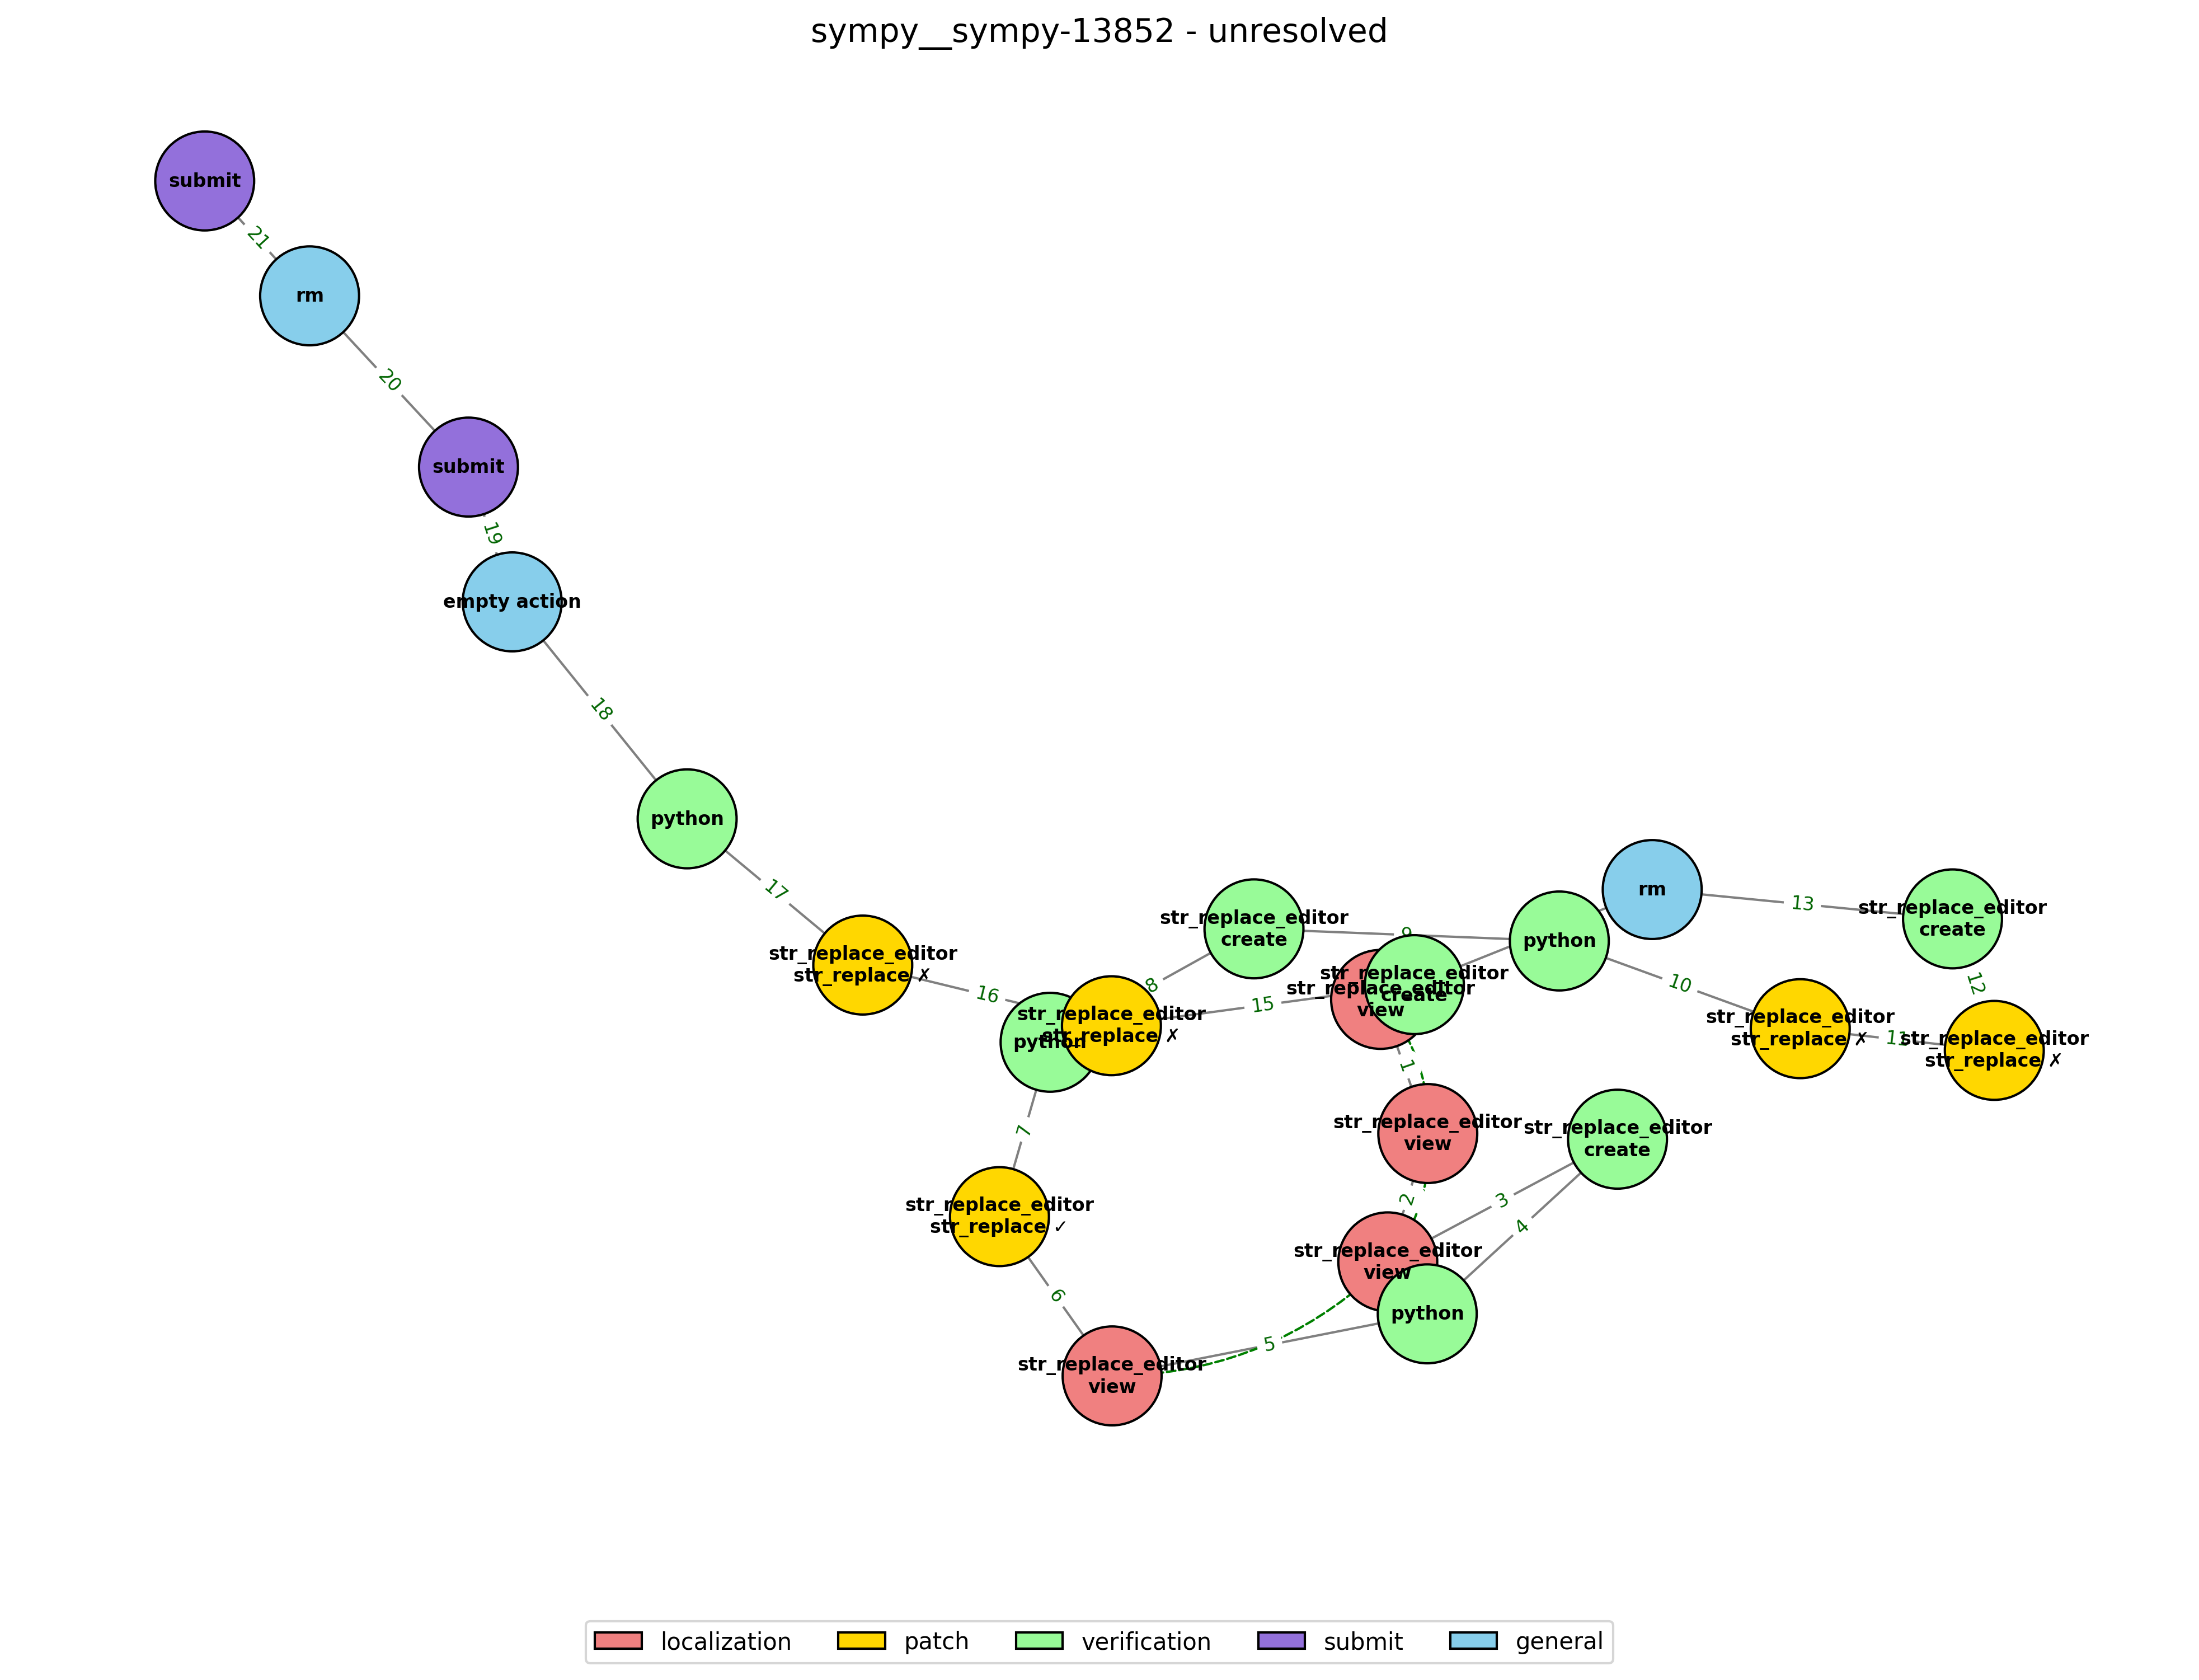 sympy__sympy-13852 - unresolved
submit
21
rm
20
submit
19
empty action
18
python
17
rm
13
str_replace_editor
create
str_replace_editor
create
9
python
12
str_replace_editor
str_replace ✗
16
8
15
str_replace_editor
create
str_replace_editor
view
10
str_replace_editor
str_replace ✗
11
str_replace_editor
str_replace ✗
python
str_replace_editor
str_replace ✗
1
7
str_replace_editor
view
str_replace_editor
create
2
3
4
str_replace_editor
str_replace ✓
str_replace_editor
view
6
python
5
str_replace_editor
view
localization
patch
verification
submit
general